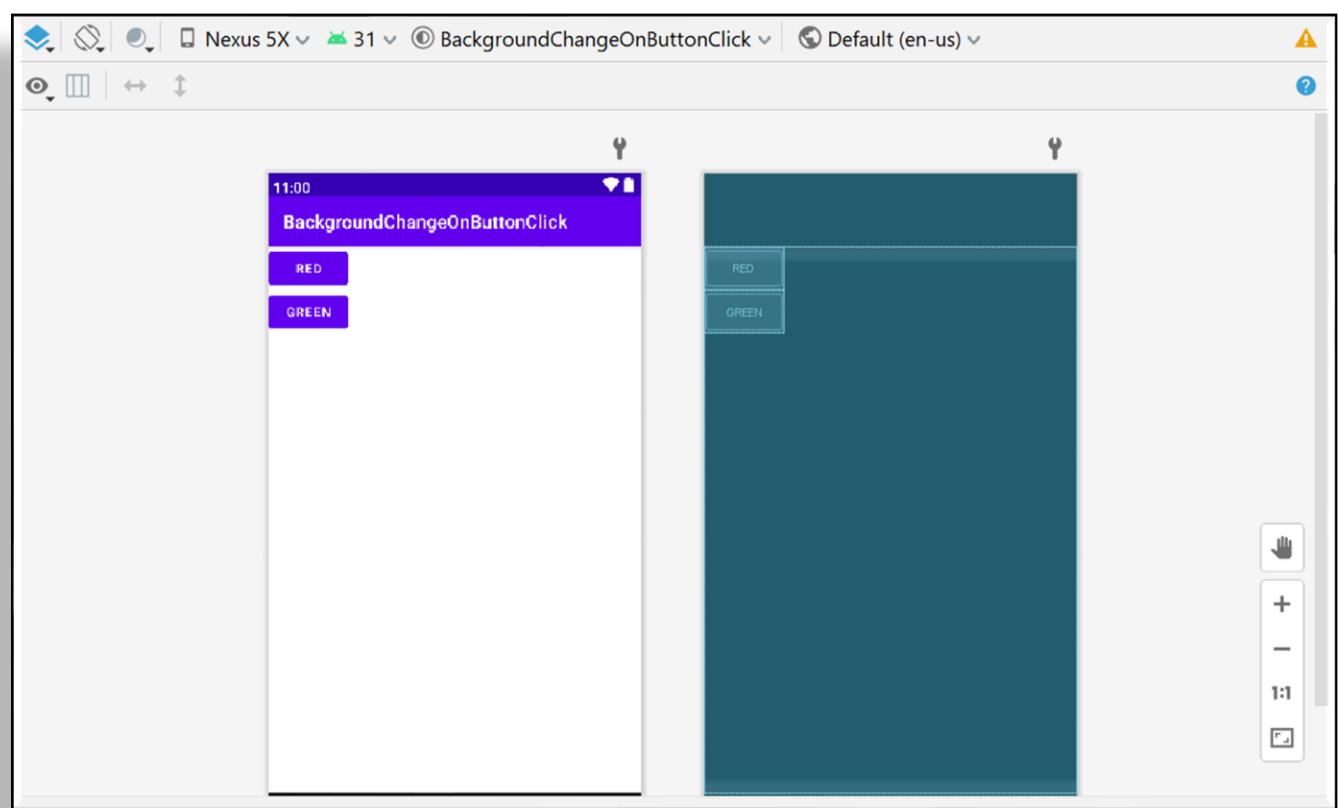 Nexus 5X 31 BackgroundChangeOnButtonClick Default (en-us)
?
11:00
BackgroundChangeOnButtonClick
RED
GREEN
RED
GREEN
1:1